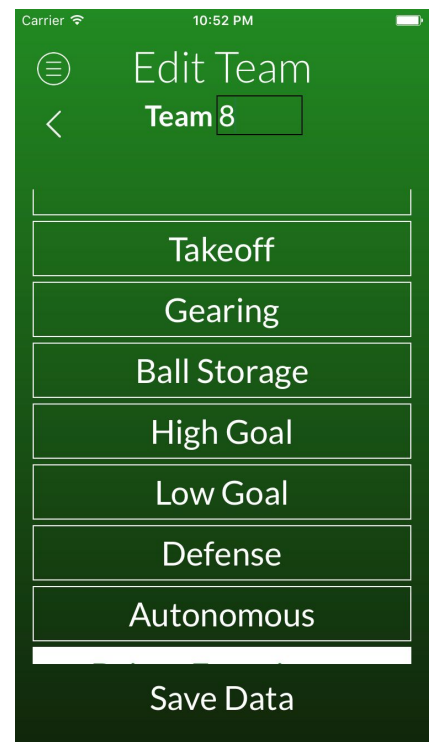 Carrier 10:52 PM
Edit Team
Team 8
Takeoff
Gearing
Ball Storage
High Goal
Low Goal
Defense
Autonomous
Save Data